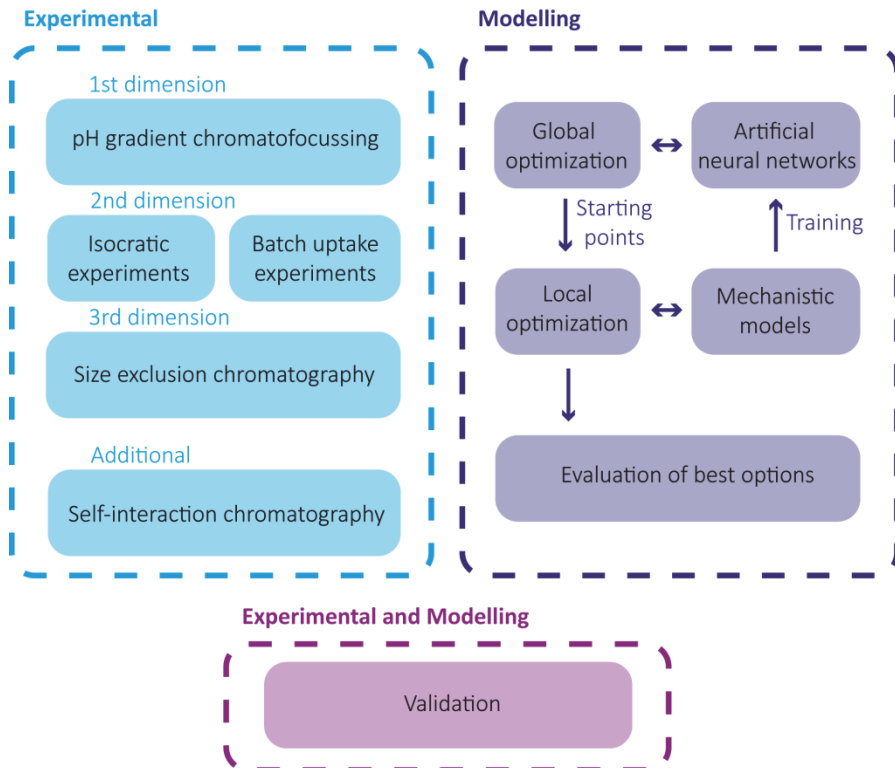 Experimental
1st dimension
pH gradient chromatofocussing
2nd dimension
Isocratic
experiments
Batch uptake
experiments
3rd dimension
Size exclusion chromatography
Additional
Self-interaction chromatography
Modelling
Global
optimization
Artificial
neural networks
Starting
points
Training
Local
optimization
Mechanistic
models
Evaluation of best options
Experimental and Modelling
Validation